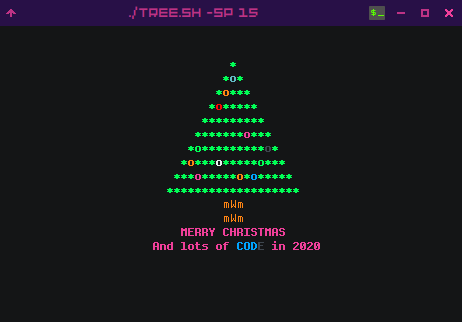 ./TREE.SH -SP 15
$_
*
*o*
*o***
*o*****
*********
*******o***
*o*********o*
*o***o*****o***
***o*****o*o*****
*******************
mWm
mWm
MERRY CHRISTMAS
And lots of CODE in 2020